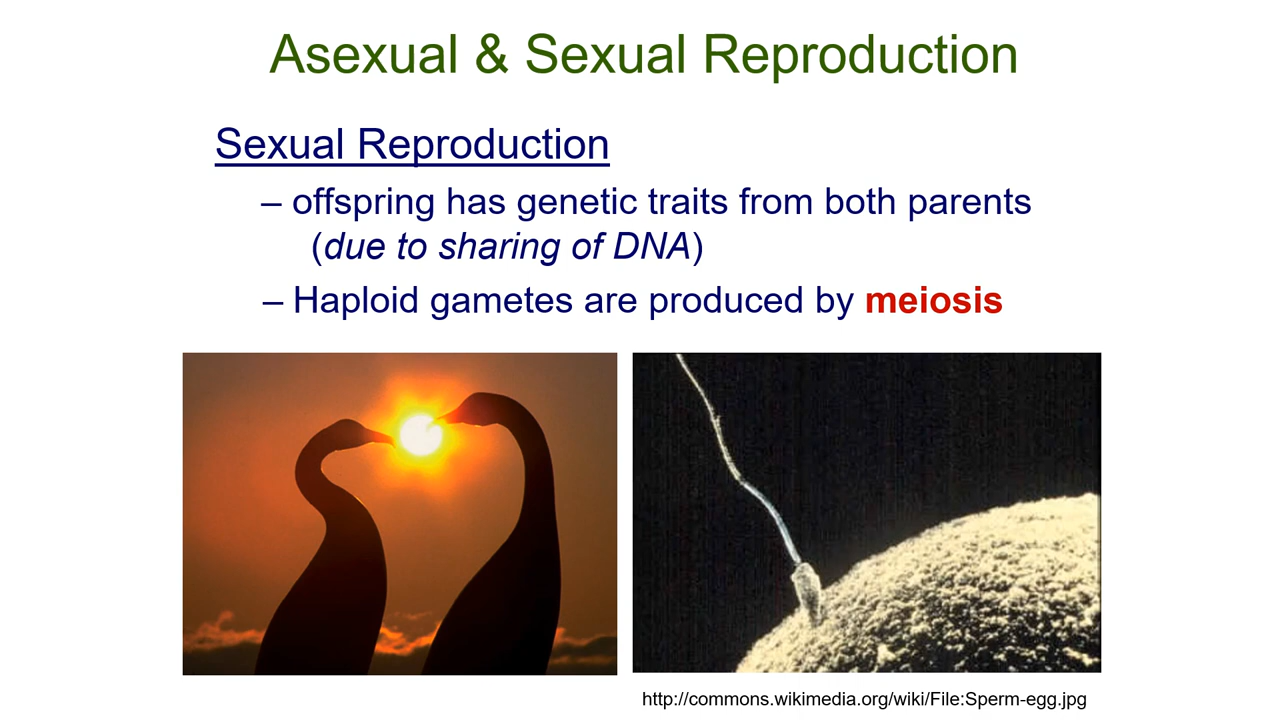 Asexual & Sexual Reproduction
Sexual Reproduction
– offspring has genetic traits from both parents
(due to sharing of DNA)
– Haploid gametes are produced by meiosis
http://commons.wikimedia.org/wiki/File:Sperm-egg.jpg